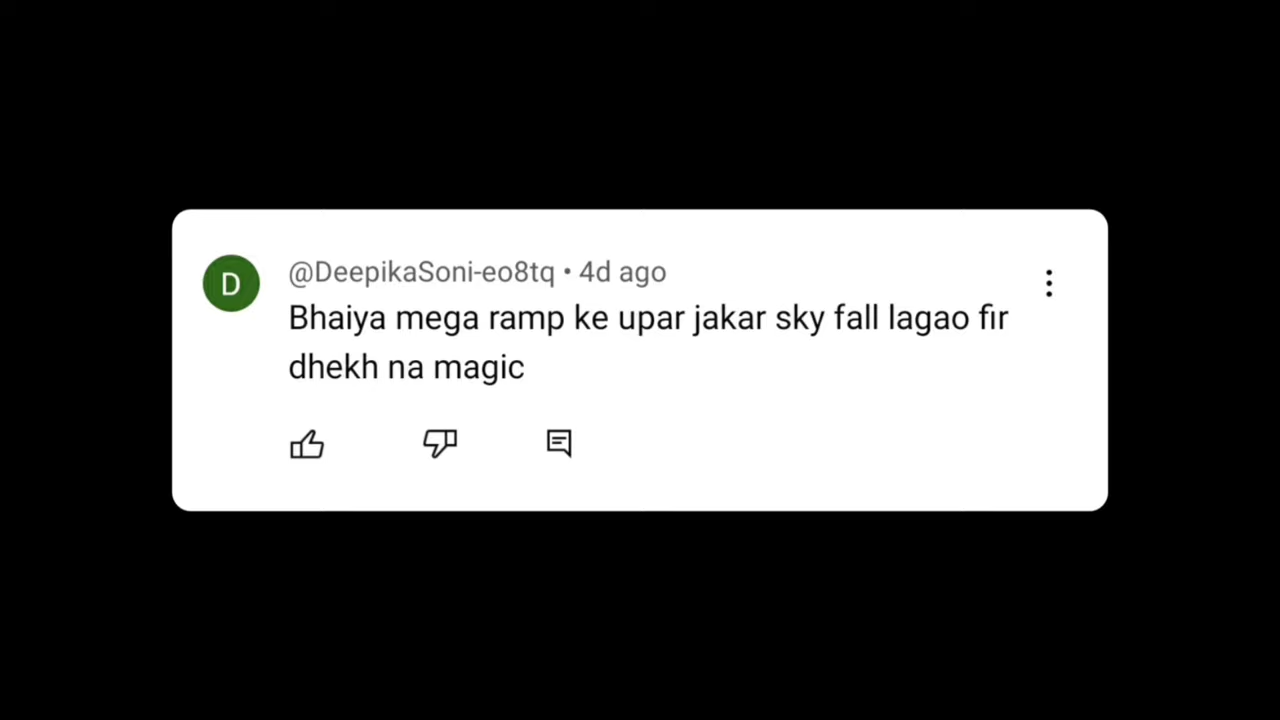 D
@DeepikaSoni-eo8tq • 4d ago
Bhaiya mega ramp ke upar jakar sky fall lagao fir
dhekh na magic